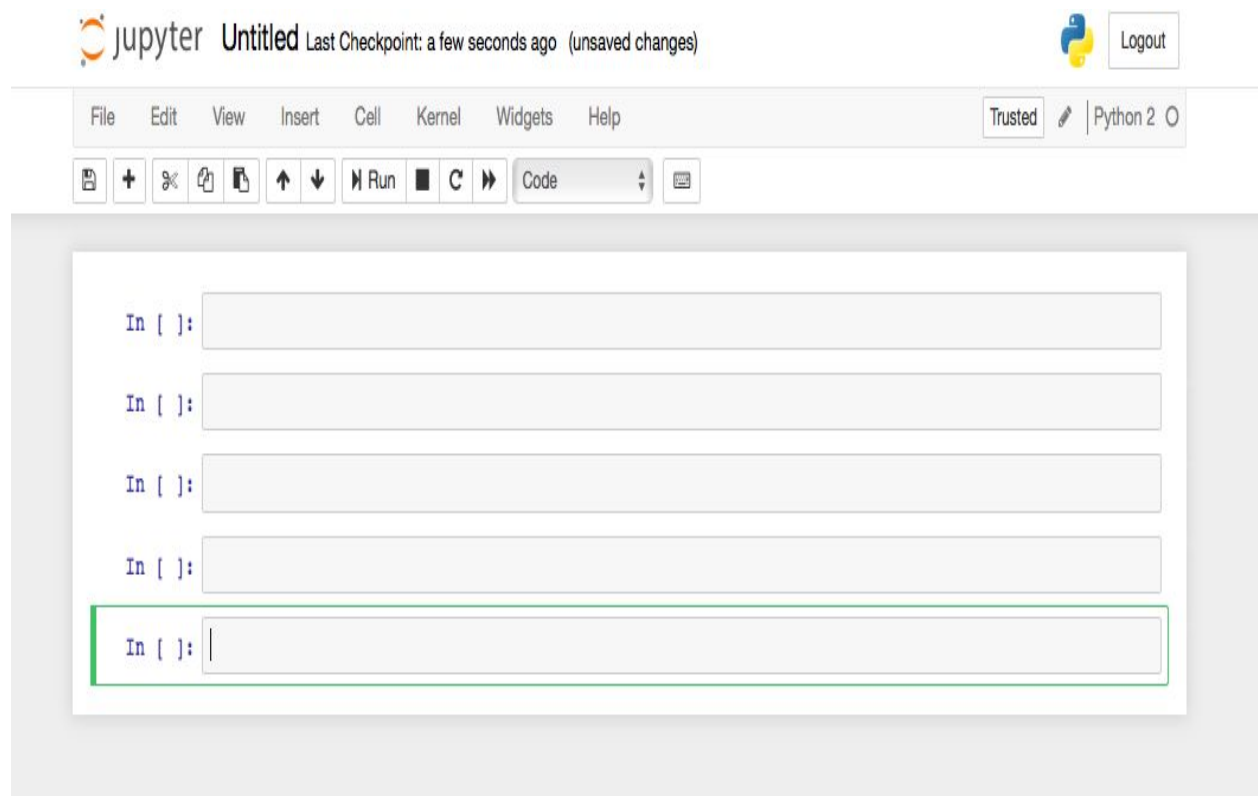 jupyter Untitled Last Checkpoint: a few seconds ago (unsaved changes) Logout
File Edit View Insert Cell Kernel Widgets Help Trusted Python 2
Run Code
In [ ]:
In [ ]:
In [ ]:
In [ ]:
In [ ]: